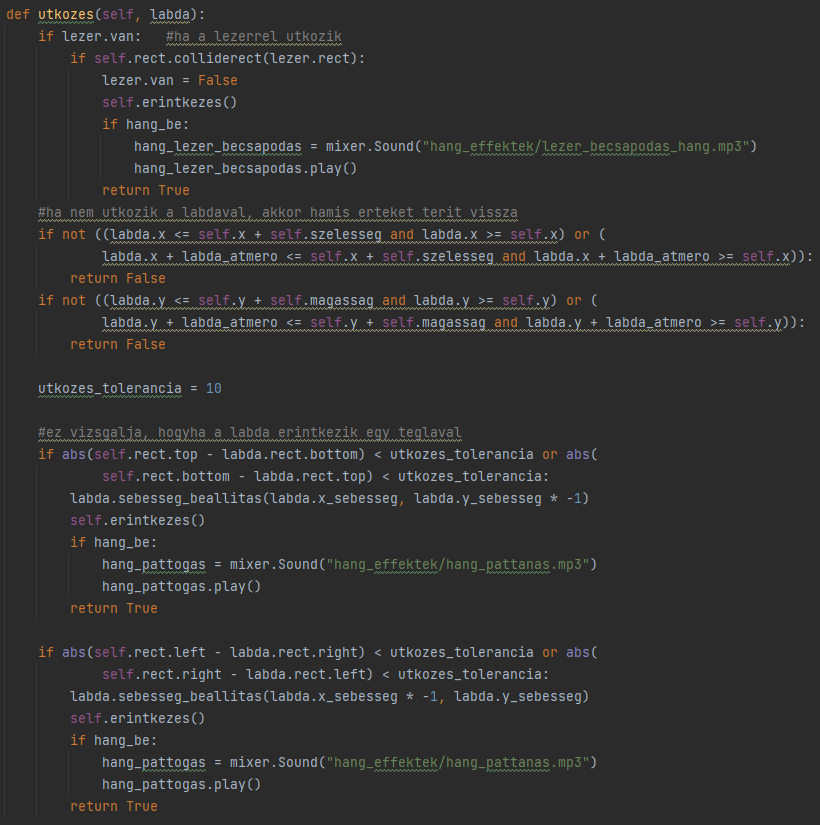 def utkozes(self, labda):
    if lezer.van:   #ha a lezerrel utkozik
        if self.rect.colliderect(lezer.rect):
            lezer.van = False
            self.erintkezes()
            if hang_be:
                hang_lezer_becsapodas = mixer.Sound("hang_effektek/lezer_becsapodas_hang.mp3")
                hang_lezer_becsapodas.play()
            return True
    #ha nem utkozik a labdaval, akkor hamis erteket terit vissza
    if not ((labda.x <= self.x + self.szelesseg and labda.x >= self.x) or (
            labda.x + labda_atmero <= self.x + self.szelesseg and labda.x + labda_atmero >= self.x)):
        return False
    if not ((labda.y <= self.y + self.magassag and labda.y >= self.y) or (
            labda.y + labda_atmero <= self.y + self.magassag and labda.y + labda_atmero >= self.y)):
        return False

    utkozes_tolerancia = 10

    #ez vizsgalja, hogyha a labda erintkezik egy teglaval
    if abs(self.rect.top - labda.rect.bottom) < utkozes_tolerancia or abs(
            self.rect.bottom - labda.rect.top) < utkozes_tolerancia:
        labda.sebesseg_beallitas(labda.x_sebesseg, labda.y_sebesseg * -1)
        self.erintkezes()
        if hang_be:
            hang_pattogas = mixer.Sound("hang_effektek/hang_pattanas.mp3")
            hang_pattogas.play()
        return True

    if abs(self.rect.left - labda.rect.right) < utkozes_tolerancia or abs(
            self.rect.right - labda.rect.left) < utkozes_tolerancia:
        labda.sebesseg_beallitas(labda.x_sebesseg * -1, labda.y_sebesseg)
        self.erintkezes()
        if hang_be:
            hang_pattogas = mixer.Sound("hang_effektek/hang_pattanas.mp3")
            hang_pattogas.play()
        return True